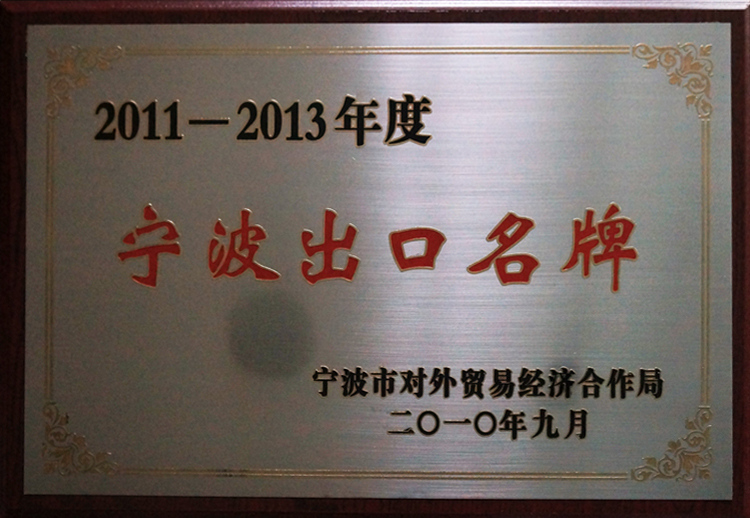 2011—2013年度
宁波出口名牌
宁波市对外贸易经济合作局
二〇一〇年九月